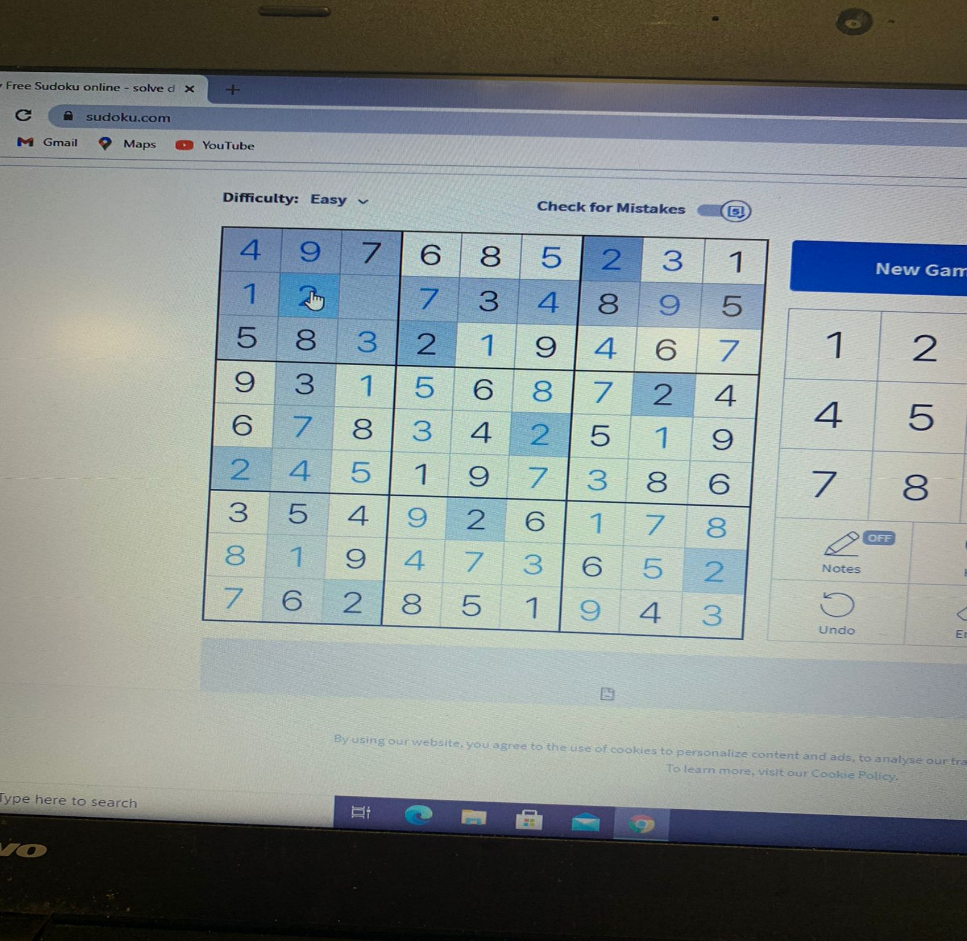 Free Sudoku online - solve d × +
sudoku.com
Gmail Maps YouTube
Difficulty: Easy
Check for Mistakes
New Gam
4 9 7 6 8 5 2 3 1
1 2 7 3 4 8 9 5
5 8 3 2 1 9 4 6 7
9 3 1 5 6 8 7 2 4
6 7 8 3 4 2 5 1 9
2 4 5 1 9 7 3 8 6
3 5 4 9 2 6 1 7 8
8 1 9 4 7 3 6 5 2
7 6 2 8 5 1 9 4 3
1 2
4 5
7 8
OFF
Notes
Undo
By using our website, you agree to the use of cookies to personalize content and ads, to analyse our tra
To learn more, visit our Cookie Policy.
Type here to search
VO